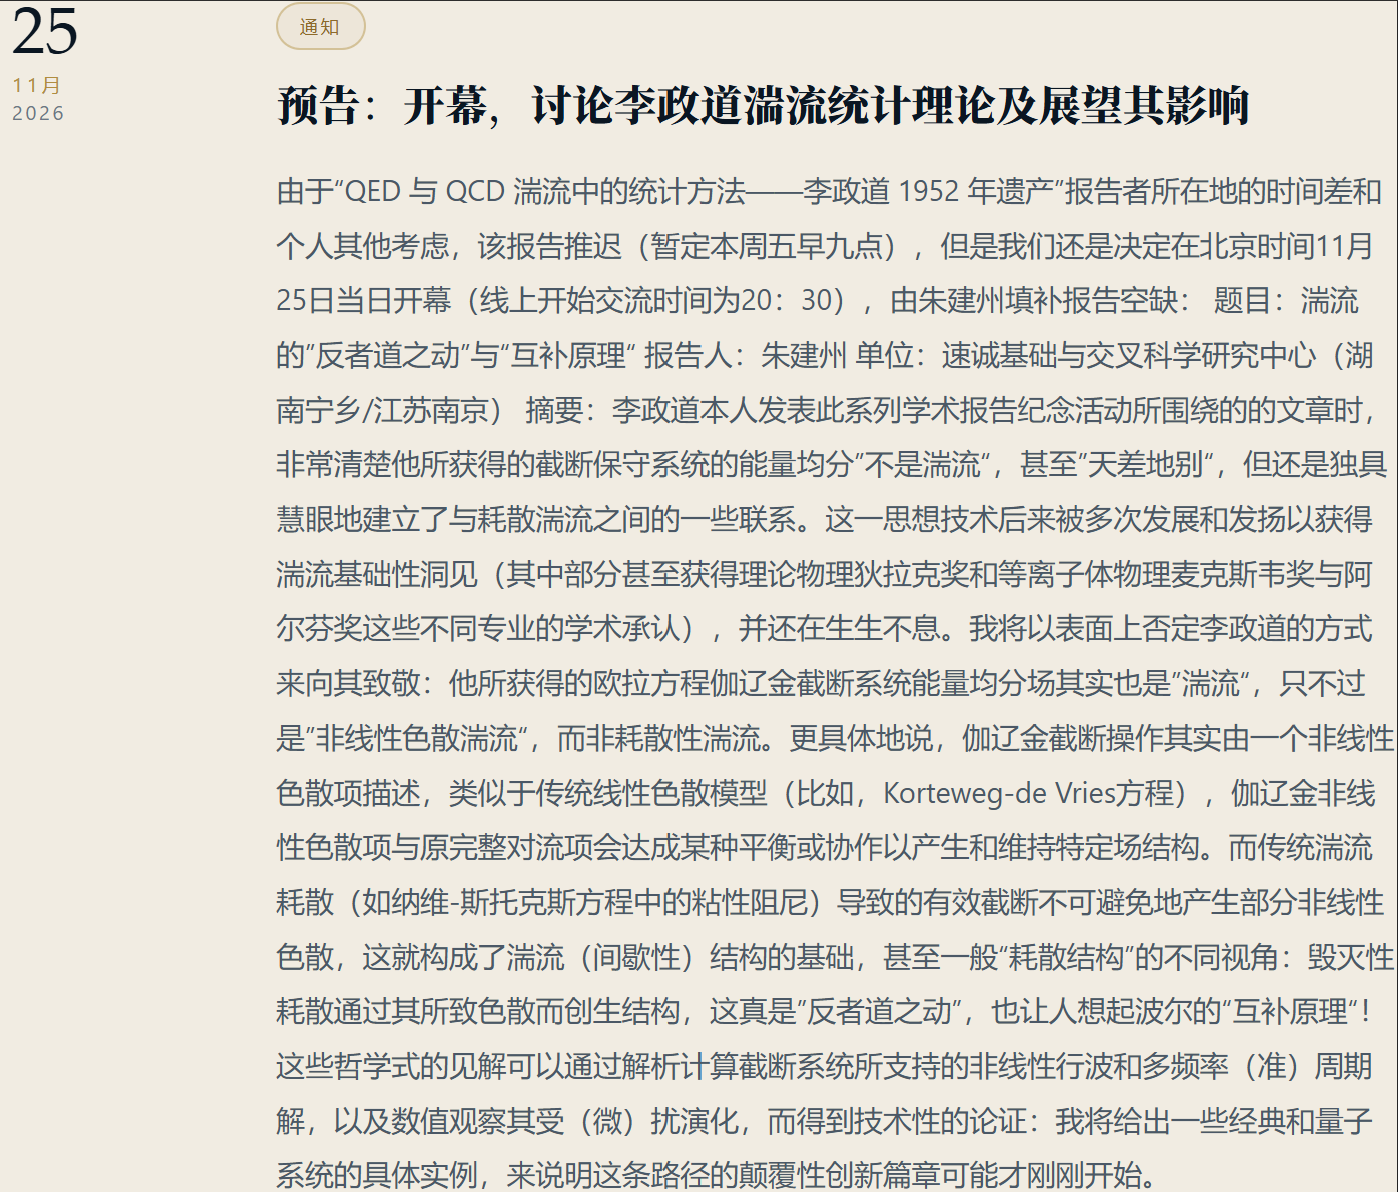 25
11月
2026
通知
预告：开幕，讨论李政道湍流统计理论及展望其影响
由于“QED 与 QCD 湍流中的统计方法——李政道 1952 年遗产”报告者所在地的时间差和
个人其他考虑，该报告推迟（暂定本周五早九点），但是我们还是决定在北京时间11月
25日当日开幕（线上开始交流时间为20：30），由朱建州填补报告空缺： 题目：湍流
的”反者道之动”与“互补原理“ 报告人：朱建州 单位：速诚基础与交叉科学研究中心（湖
南宁乡/江苏南京） 摘要：李政道本人发表此系列学术报告纪念活动所围绕的的文章时，
非常清楚他所获得的截断保守系统的能量均分”不是湍流“，甚至”天差地别“，但还是独具
慧眼地建立了与耗散湍流之间的一些联系。这一思想技术后来被多次发展和发扬以获得
湍流基础性洞见（其中部分甚至获得理论物理狄拉克奖和等离子体物理麦克斯韦奖与阿
尔芬奖这些不同专业的学术承认），并还在生生不息。我将以表面上否定李政道的方式
来向其致敬：他所获得的欧拉方程伽辽金截断系统能量均分场其实也是”湍流“，只不过
是”非线性色散湍流“，而非耗散性湍流。更具体地说，伽辽金截断操作其实由一个非线性
色散项描述，类似于传统线性色散模型（比如，Korteweg-de Vries方程），伽辽金非线
性色散项与原完整对流项会达成某种平衡或协作以产生和维持特定场结构。而传统湍流
耗散（如纳维-斯托克斯方程中的粘性阻尼）导致的有效截断不可避免地产生部分非线性
色散，这就构成了湍流（间歇性）结构的基础，甚至一般“耗散结构”的不同视角：毁灭性
耗散通过其所致色散而创生结构，这真是”反者道之动”，也让人想起波尔的“互补原理“！
这些哲学式的见解可以通过解析计算截断系统所支持的非线性行波和多频率（准）周期
解，以及数值观察其受（微）扰演化，而得到技术性的论证：我将给出一些经典和量子
系统的具体实例，来说明这条路径的颠覆性创新篇章可能才刚刚开始。